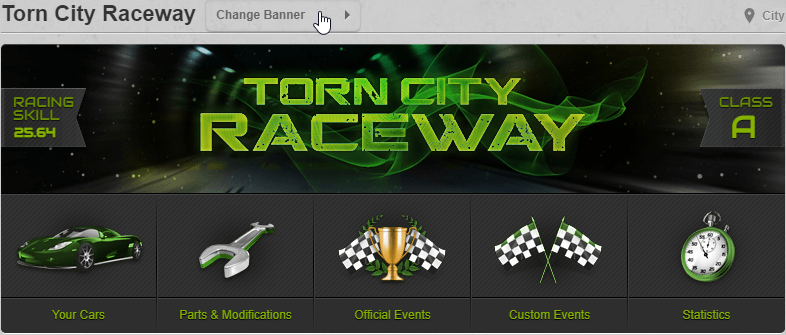 Torn City Raceway
Change Banner
City
TORN CITY
RACEWAY
RACING
SKILL
25.64
CLASS
A
Your Cars
Parts & Modifications
Official Events
Custom Events
Statistics